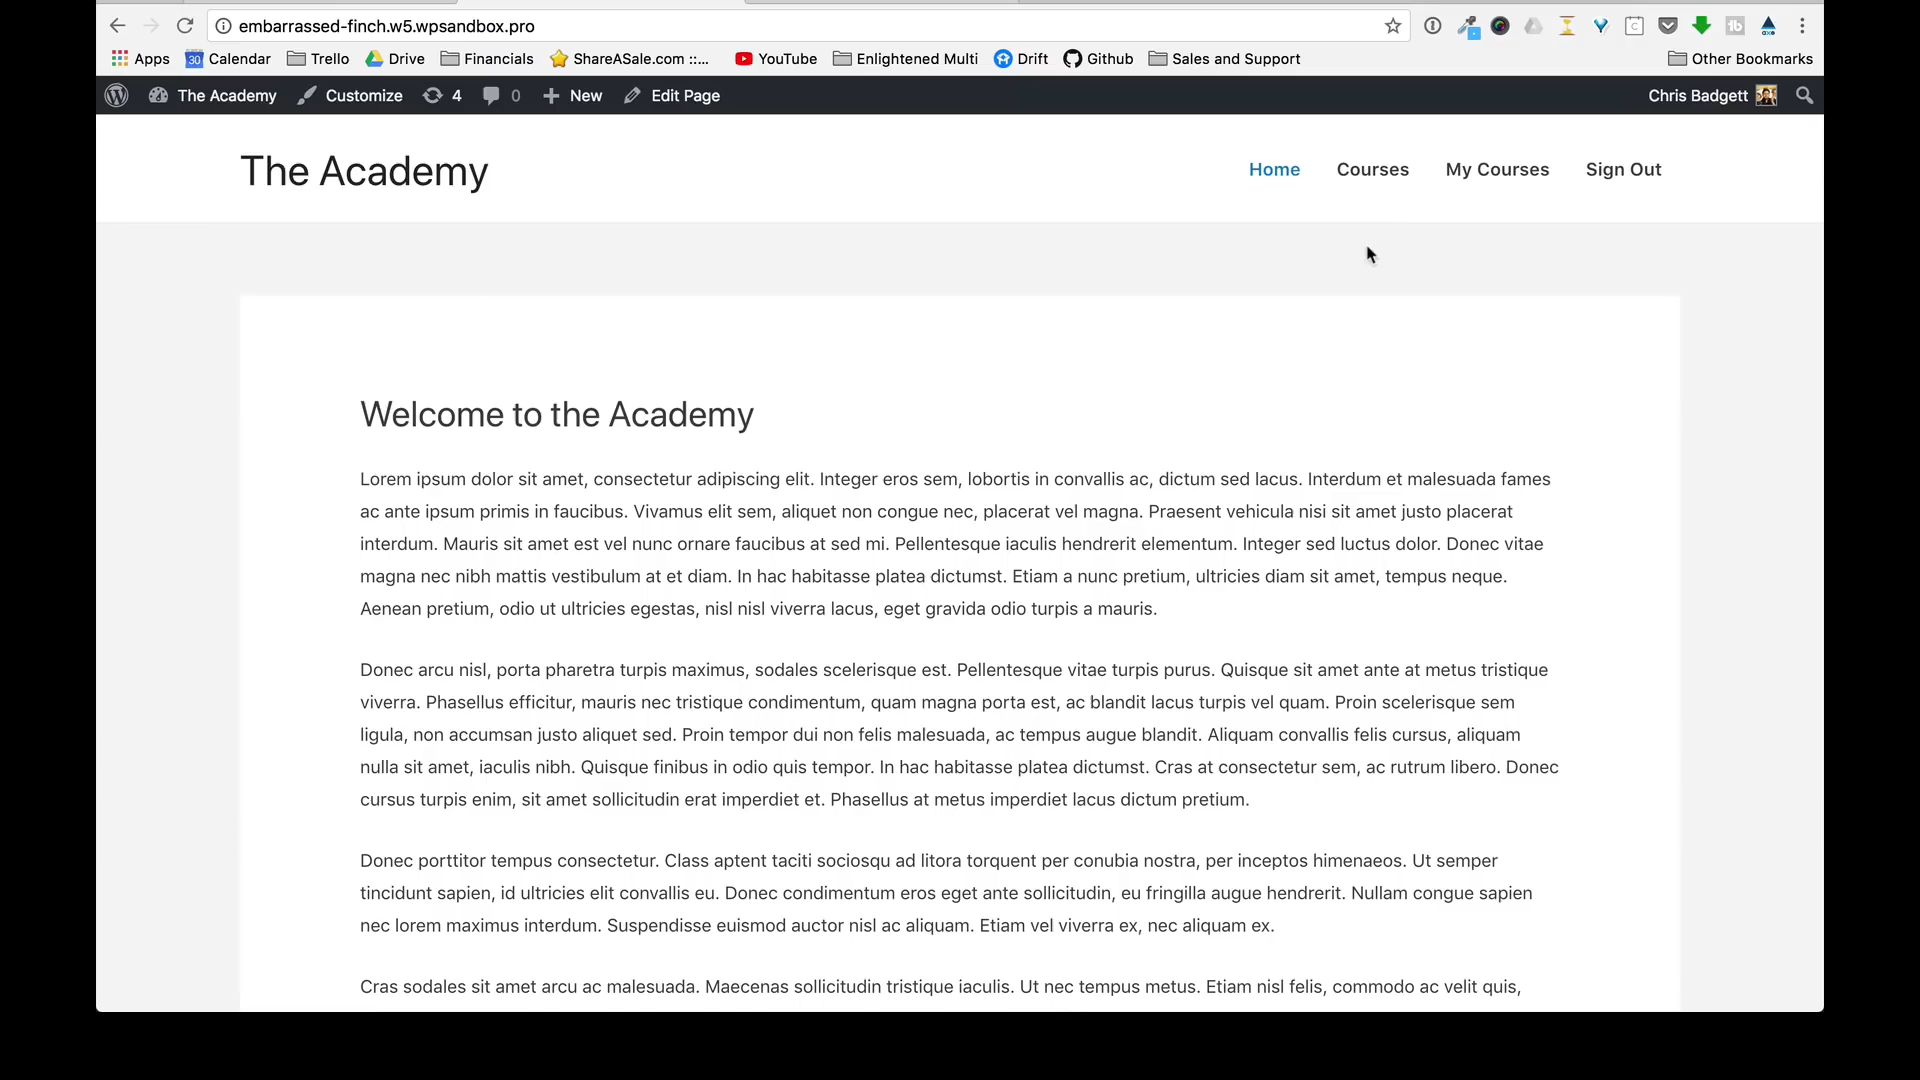 embarrassed-finch.w5.wpsandbox.pro
Apps 30 Calendar Trello Drive Financials ShareASale.com ::... YouTube Enlightened Multi Drift Github Sales and Support Other Bookmarks
The Academy Customize 4 0 New Edit Page Chris Badgett
The Academy Home Courses My Courses Sign Out
Welcome to the Academy
Lorem ipsum dolor sit amet, consectetur adipiscing elit. Integer eros sem, lobortis in convallis ac, dictum sed lacus. Interdum et malesuada fames
ac ante ipsum primis in faucibus. Vivamus elit sem, aliquet non congue nec, placerat vel magna. Praesent vehicula nisi sit amet justo placerat
interdum. Mauris sit amet est vel nunc ornare faucibus at sed mi. Pellentesque iaculis hendrerit elementum. Integer sed luctus dolor. Donec vitae
magna nec nibh mattis vestibulum at et diam. In hac habitasse platea dictumst. Etiam a nunc pretium, ultricies diam sit amet, tempus neque.
Aenean pretium, odio ut ultricies egestas, nisl nisl viverra lacus, eget gravida odio turpis a mauris.
Donec arcu nisl, porta pharetra turpis maximus, sodales scelerisque est. Pellentesque vitae turpis purus. Quisque sit amet ante at metus tristique
viverra. Phasellus efficitur, mauris nec tristique condimentum, quam magna porta est, ac blandit lacus turpis vel quam. Proin scelerisque sem
ligula, non accumsan justo aliquet sed. Proin tempor dui non felis malesuada, ac tempus augue blandit. Aliquam convallis felis cursus, aliquam
nulla sit amet, iaculis nibh. Quisque finibus in odio quis tempor. In hac habitasse platea dictumst. Cras at consectetur sem, ac rutrum libero. Donec
cursus turpis enim, sit amet sollicitudin erat imperdiet et. Phasellus at metus imperdiet lacus dictum pretium.
Donec porttitor tempus consectetur. Class aptent taciti sociosqu ad litora torquent per conubia nostra, per inceptos himenaeos. Ut semper
tincidunt sapien, id ultricies elit convallis eu. Donec condimentum eros eget ante sollicitudin, eu fringilla augue hendrerit. Nullam congue sapien
nec lorem maximus interdum. Suspendisse euismod auctor nisl ac aliquam. Etiam vel viverra ex, nec aliquam ex.
Cras sodales sit amet arcu ac malesuada. Maecenas sollicitudin tristique iaculis. Ut nec tempus metus. Etiam nisl felis, commodo ac velit quis,